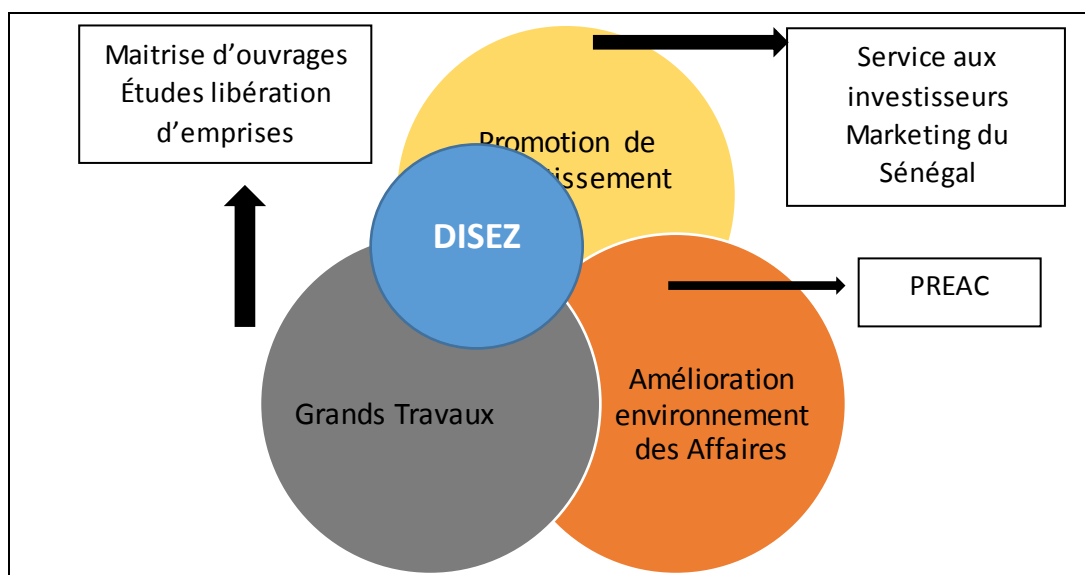 Maitrise d’ouvrages
Études libération
d’emprises
Service aux
investisseurs
Marketing du
Sénégal
Promotion de
tissement
DISEZ
PREAC
Grands Travaux
Amélioration
environnement
des Affaires